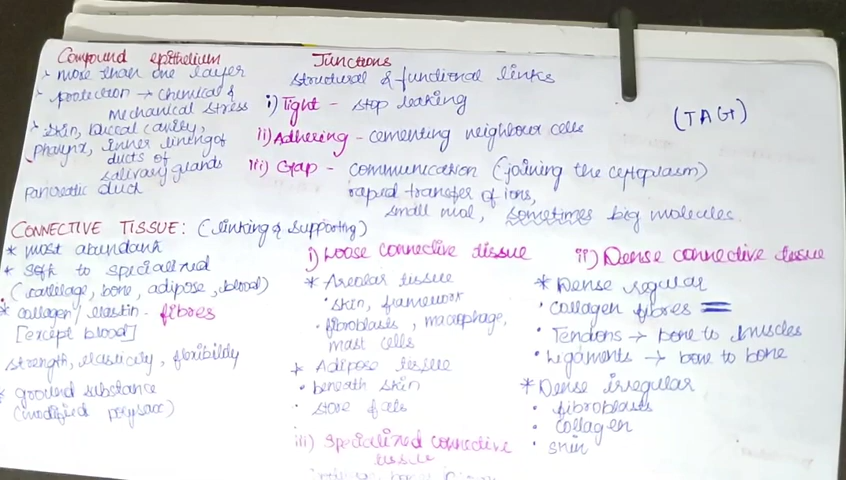 Compound epithelium
> more than one layer
> protection → chemical &
mechanical stress
> skin, buccal cavity,
pharynx, inner lining of
ducts of
salivary glands
pancreatic duct
Junctions
structural & functional links
i) Tight - stop leaking
ii) Adhering - cementing neighbour cells
iii) Gap - communication (joining the cytoplasm)
rapid transfer of ions,
small mol, sometimes big molecules.
(TAG)
CONNECTIVE TISSUE: (linking & supporting)
* most abundant
* soft to specialized
(cartilage, bone, adipose, blood)
* collagen/elastin - fibres
[except blood]
strength, elasticity, flexibility
* ground substance
(modified polysacc)
i) Loose connective tissue
* Areolar tissue
• skin, framework
• fibroblasts, macrophage,
mast cells
* Adipose tissue
• beneath skin
• store fats
iii) Specialized connective
tissue
ii) Dense connective tissue
* Dense regular
• collagen fibres
• Tendons → bone to muscles
• Ligaments → bone to bone
* Dense irregular
• fibroblasts
• collagen
• skin